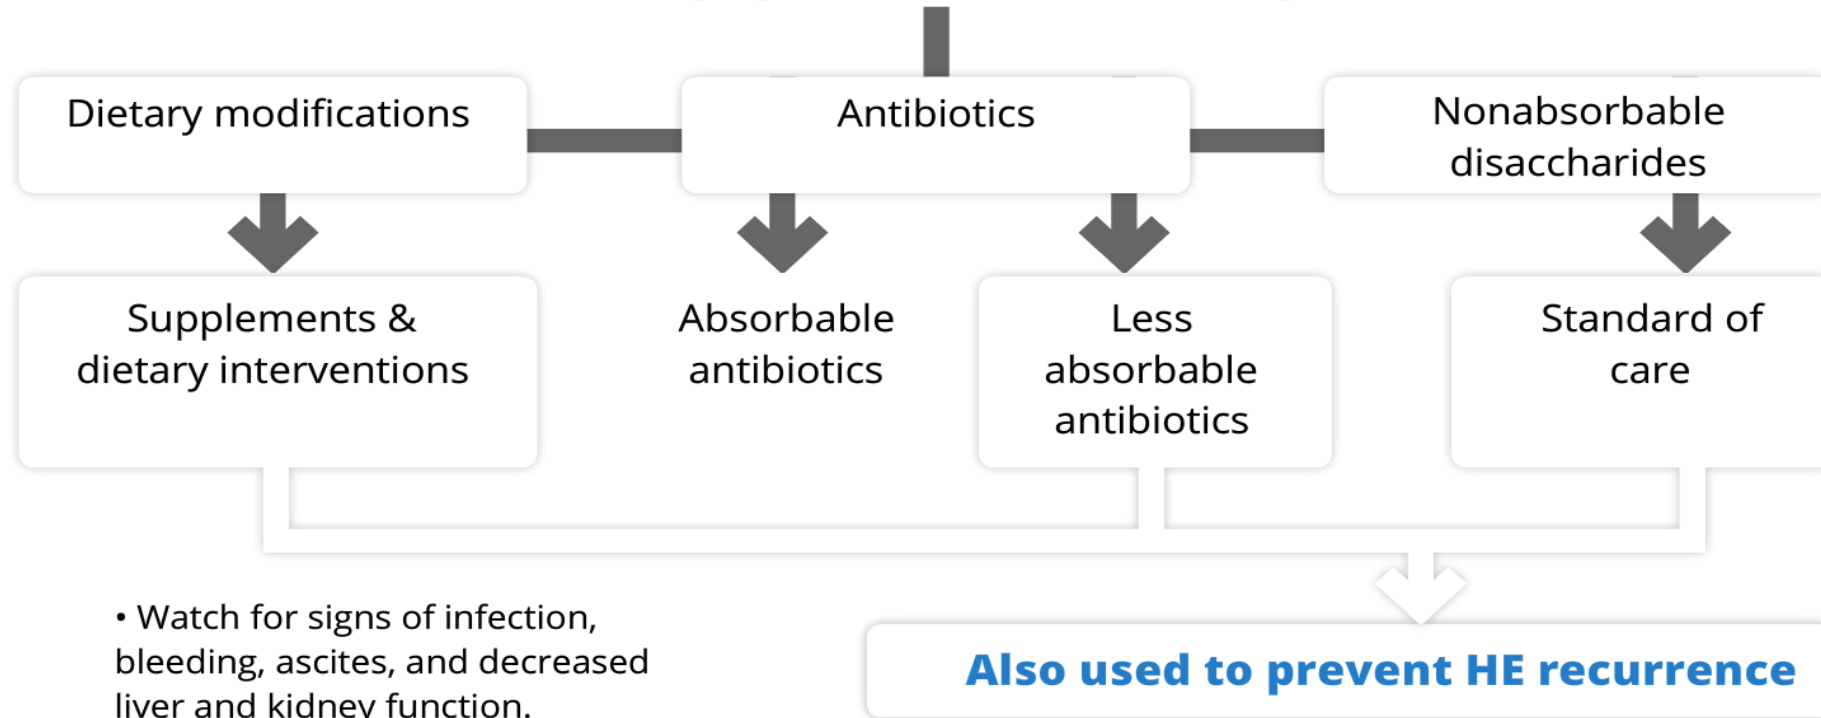 Dietary modifications
Antibiotics
Nonabsorbable
disaccharides
Supplements &
dietary interventions
Absorbable
antibiotics
Less
absorbable
antibiotics
Standard of
care
• Watch for signs of infection,
bleeding, ascites, and decreased
liver and kidney function.
Also used to prevent HE recurrence